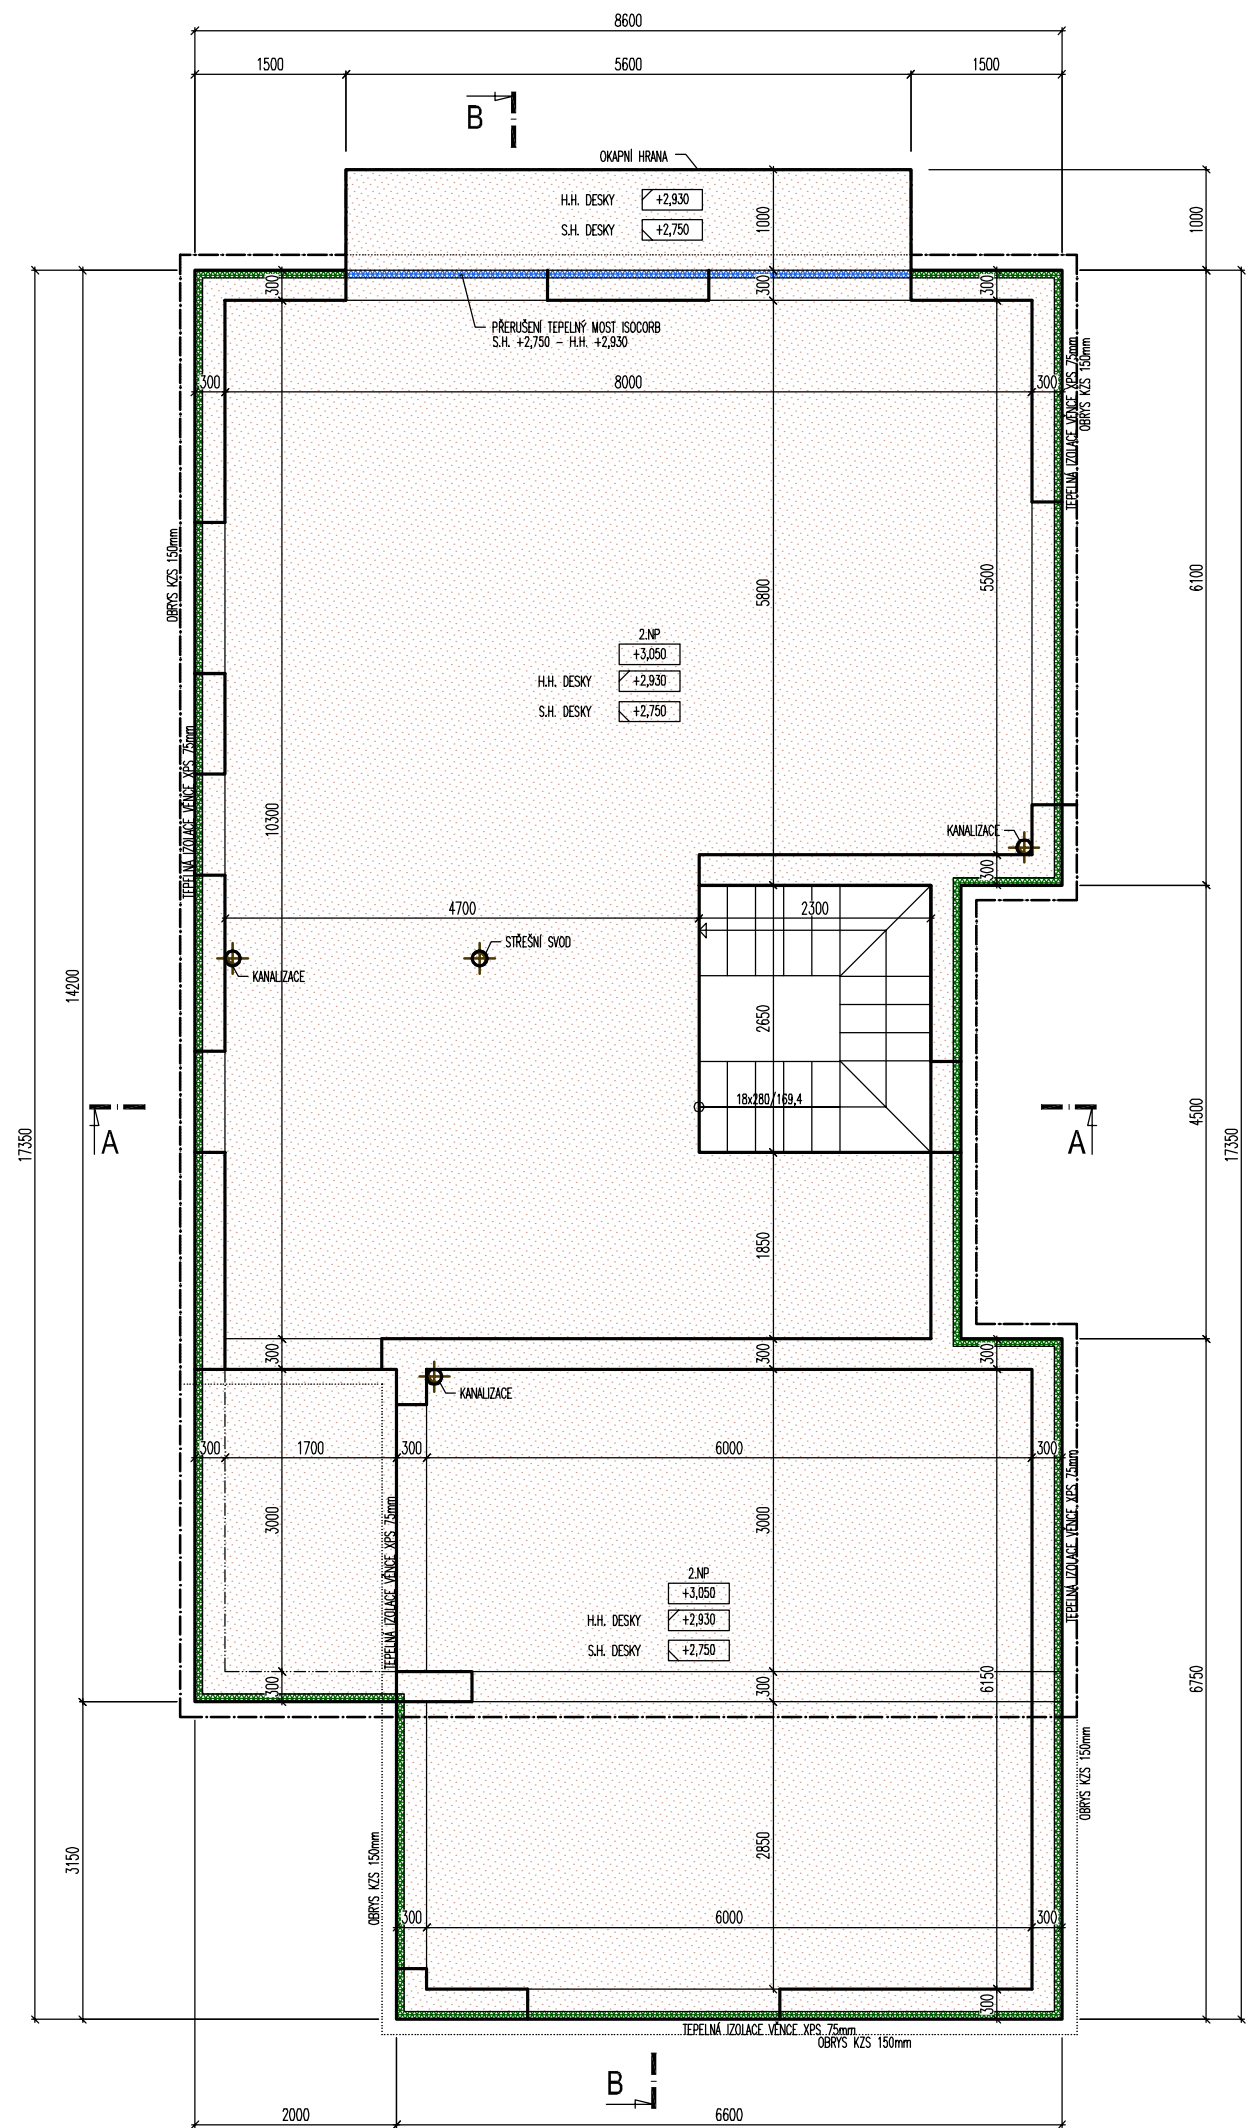 8600
1500
5600
1500
B
OKAPNÍ HRANA
H.H. DESKY
+2,930
S.H. DESKY
+2,750
1000
1000
300
300
300
PŘERUŠENÍ TEPELNÝ MOST ISOCORB
S.H. +2,750 – H.H. +2,930
TEPELNÁ IZOLACE VĚNCE XPS 75mm
OBRYS KZS 150mm
300
8000
300
OBRYS KZS 150mm
5800
5500
6100
2.NP
+3,050
H.H. DESKY
+2,930
S.H. DESKY
+2,750
TEPELNÁ IZOLACE VĚNCE XPS 75mm
10300
KANALIZACE
300
4700
2300
STŘEŠNÍ SVOD
KANALIZACE
14200
2650
18x280/169,4
A
A
17350
4500
17350
1850
300
300
300
KANALIZACE
300
1700
300
6000
300
TEPELNÁ IZOLACE VĚNCE XPS 75mm
3000
TEPELNÁ IZOLACE VĚNCE XPS 75mm
3000
2.NP
+3,050
H.H. DESKY
+2,930
S.H. DESKY
+2,750
300
300
6150
6750
OBRYS KZS 150mm
3150
OBRYS KZS 150mm
2850
300
6000
300
300
TEPELNÁ IZOLACE VĚNCE XPS 75mm
OBRYS KZS 150mm
B
2000
6600